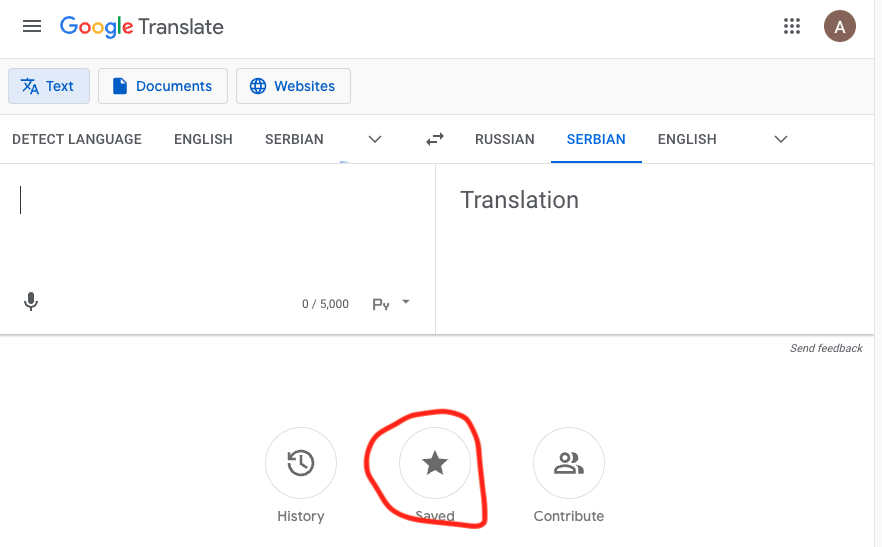 Google Translate
A
Text Documents Websites
DETECT LANGUAGE ENGLISH SERBIAN RUSSIAN SERBIAN ENGLISH
Translation
0 / 5,000 Ру
Send feedback
History Saved Contribute